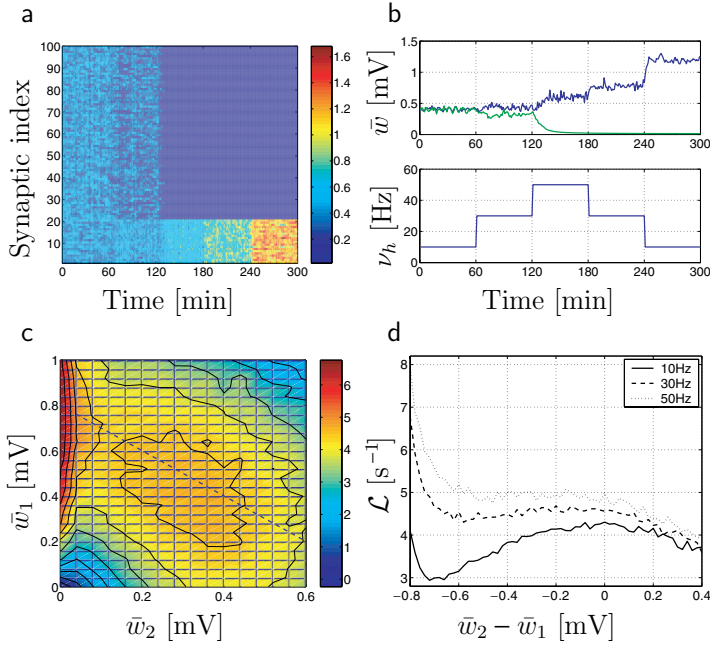 a
Synaptic index
100
90
80
70
60
50
40
30
20
10
0 60 120 180 240 300
Time [min]
1.6
1.4
1.2
1
0.8
0.6
0.4
0.2
b
w̄ [mV]
1.5
1
0.5
0
0 60 120 180 240 300
ν_h [Hz]
60
40
20
0
0 60 120 180 240 300
Time [min]
c
w̄₁ [mV]
1
0.8
0.6
0.4
0.2
0
0 0.2 0.4 0.6
w̄₂ [mV]
6
5
4
3
2
1
0
d
ℒ [s⁻¹]
8
7
6
5
4
3
10Hz
30Hz
50Hz
−0.8 −0.6 −0.4 −0.2 0 0.2 0.4
w̄₂ − w̄₁ [mV]